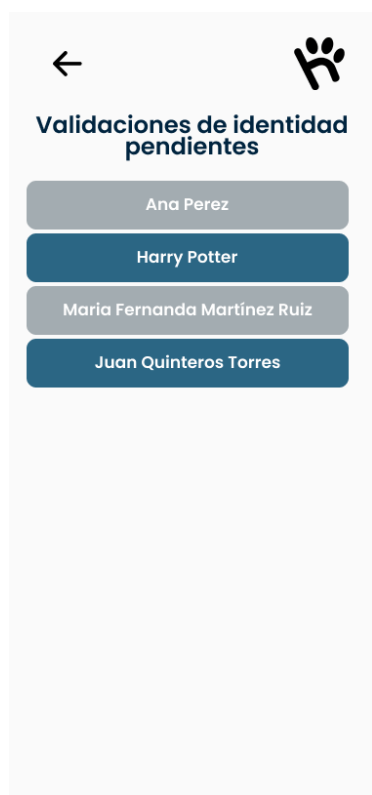 Validaciones de identidad
pendientes
Ana Perez
Harry Potter
Maria Fernanda Martínez Ruiz
Juan Quinteros Torres